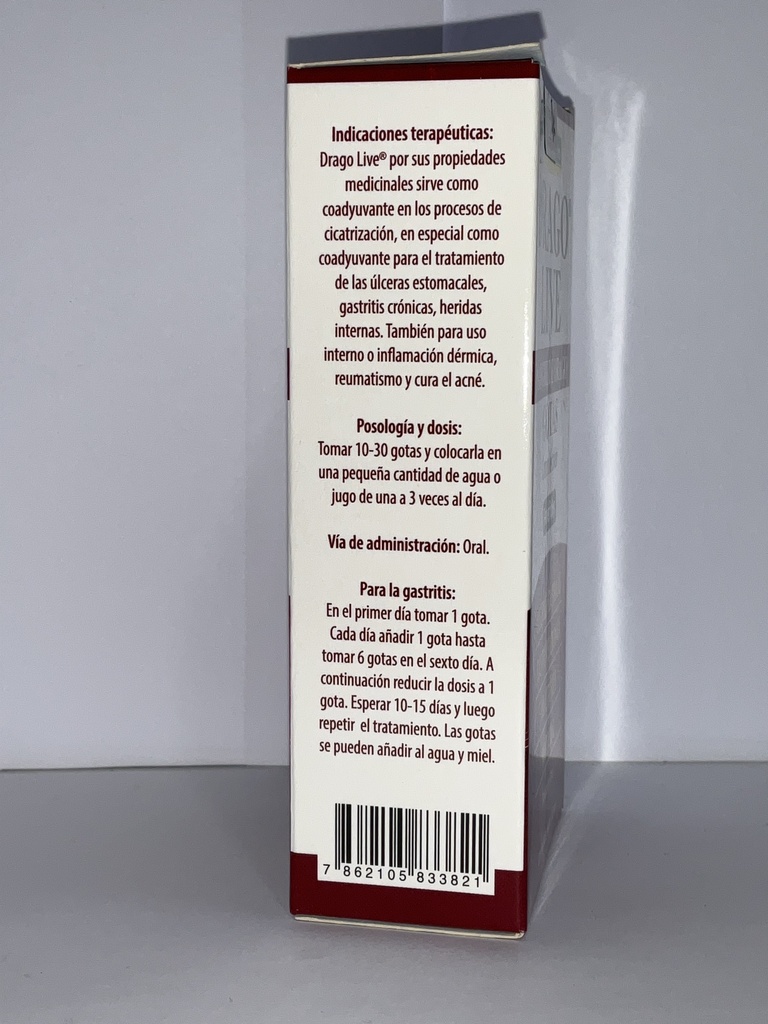 Indicaciones terapéuticas:
Drago Live® por sus propiedades
medicinales sirve como
coadyuvante en los procesos de
cicatrización, en especial como
coadyuvante para el tratamiento
de las úlceras estomacales,
gastritis crónicas, heridas
internas. También para uso
interno o inflamación dérmica,
reumatismo y cura el acné.
Posología y dosis:
Tomar 10-30 gotas y colocarla en
una pequeña cantidad de agua o
jugo de una a 3 veces al día.
Vía de administración: Oral.
Para la gastritis:
En el primer día tomar 1 gota.
Cada día añadir 1 gota hasta
tomar 6 gotas en el sexto día. A
continuación reducir la dosis a 1
gota. Esperar 10-15 días y luego
repetir el tratamiento. Las gotas
se pueden añadir al agua y miel.
7 862105 833821
LIVE